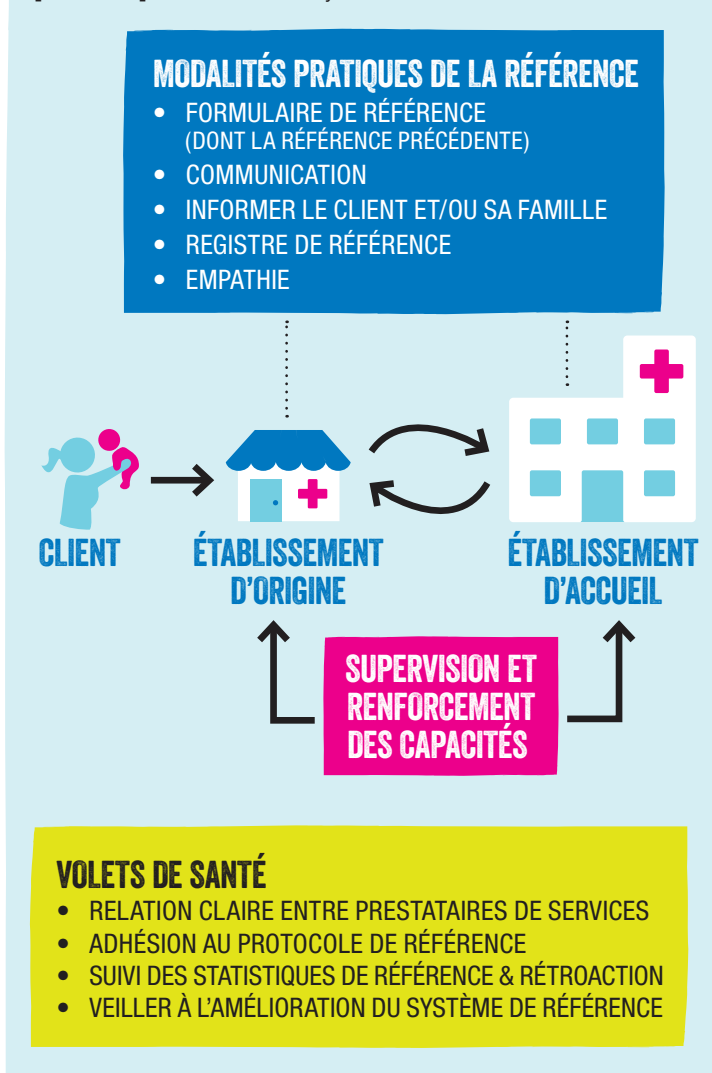 MODALITÉS PRATIQUES DE LA RÉFÉRENCE
• FORMULAIRE DE RÉFÉRENCE
(DONT LA RÉFÉRENCE PRÉCÉDENTE)
• COMMUNICATION
• INFORMER LE CLIENT ET/OU SA FAMILLE
• REGISTRE DE RÉFÉRENCE
• EMPATHIE
CLIENT
ÉTABLISSEMENT
D'ORIGINE
ÉTABLISSEMENT
D'ACCUEIL
SUPERVISION ET
RENFORCEMENT
DES CAPACITÉS
VOLETS DE SANTÉ
• RELATION CLAIRE ENTRE PRESTATAIRES DE SERVICES
• ADHÉSION AU PROTOCOLE DE RÉFÉRENCE
• SUIVI DES STATISTIQUES DE RÉFÉRENCE & RÉTROACTION
• VEILLER À L'AMÉLIORATION DU SYSTÈME DE RÉFÉRENCE